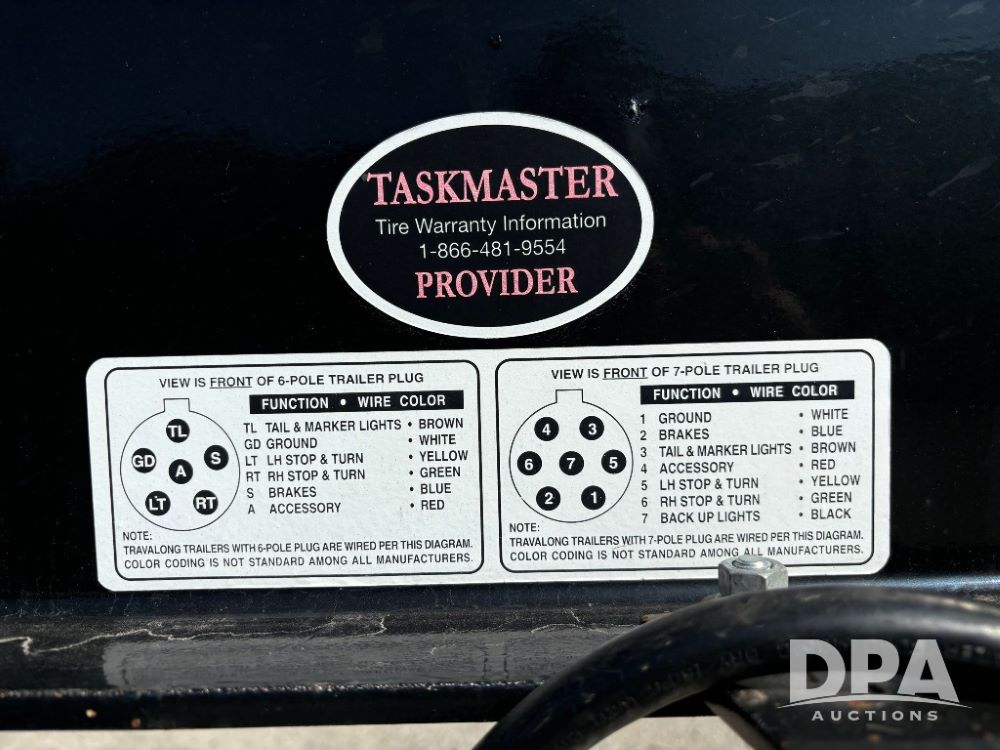 TASKMASTER
Tire Warranty Information
1-866-481-9554
PROVIDER
VIEW IS FRONT OF 6-POLE TRAILER PLUG
FUNCTION • WIRE COLOR
TL TAIL & MARKER LIGHTS • BROWN
GD GROUND • WHITE
LT LH STOP & TURN • YELLOW
RT RH STOP & TURN • GREEN
S BRAKES • BLUE
A ACCESSORY • RED
TL
GD S
A
LT RT
NOTE:
TRAVALONG TRAILERS WITH 6-POLE PLUG ARE WIRED PER THIS DIAGRAM.
COLOR CODING IS NOT STANDARD AMONG ALL MANUFACTURERS.
VIEW IS FRONT OF 7-POLE TRAILER PLUG
FUNCTION • WIRE COLOR
1 GROUND • WHITE
2 BRAKES • BLUE
3 TAIL & MARKER LIGHTS • BROWN
4 ACCESSORY • RED
5 LH STOP & TURN • YELLOW
6 RH STOP & TURN • GREEN
7 BACK UP LIGHTS • BLACK
4 3
6 7 5
2 1
NOTE:
TRAVALONG TRAILERS WITH 7-POLE PLUG ARE WIRED PER THIS DIAGRAM.
COLOR CODING IS NOT STANDARD AMONG ALL MANUFACTURERS.
DPA
AUCTIONS